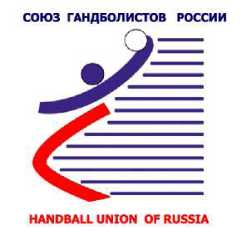 СОЮЗ ГАНДБОЛИСТОВ РОССИИ
HANDBALL UNION OF RUSSIA